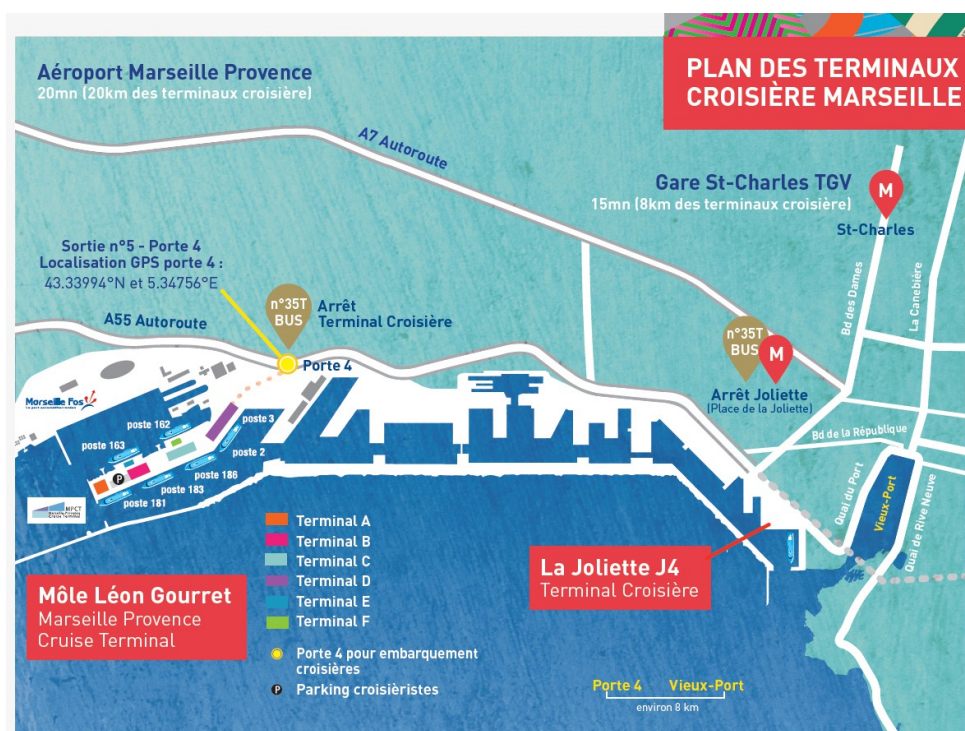 PLAN DES TERMINAUX
CROISIÈRE MARSEILLE
Aéroport Marseille Provence
20mn (20km des terminaux croisière)
A7 Autoroute
Gare St-Charles TGV
15mn (8km des terminaux croisière)
M
St-Charles
Sortie n°5 - Porte 4
Localisation GPS porte 4 :
43.33994°N et 5.34756°E
A55 Autoroute
n°35T
BUS
Arrêt
Terminal Croisière
Porte 4
Bd des Dames
La Canebière
n°35T
BUS
M
Arrêt Joliette
(Place de la Joliette)
Bd de la République
Quai du Port
Vieux-Port
Quai de Rive Neuve
Marseille Fos
poste 3
poste 162
poste 2
poste 163
poste 186
P
poste 183
poste 181
MPCT
Terminal A
Terminal B
Terminal C
Terminal D
Terminal E
Terminal F
Porte 4 pour embarquement
croisières
P
Parking croisièristes
Môle Léon Gourret
Marseille Provence
Cruise Terminal
La Joliette J4
Terminal Croisière
Porte 4 Vieux-Port
environ 8 km